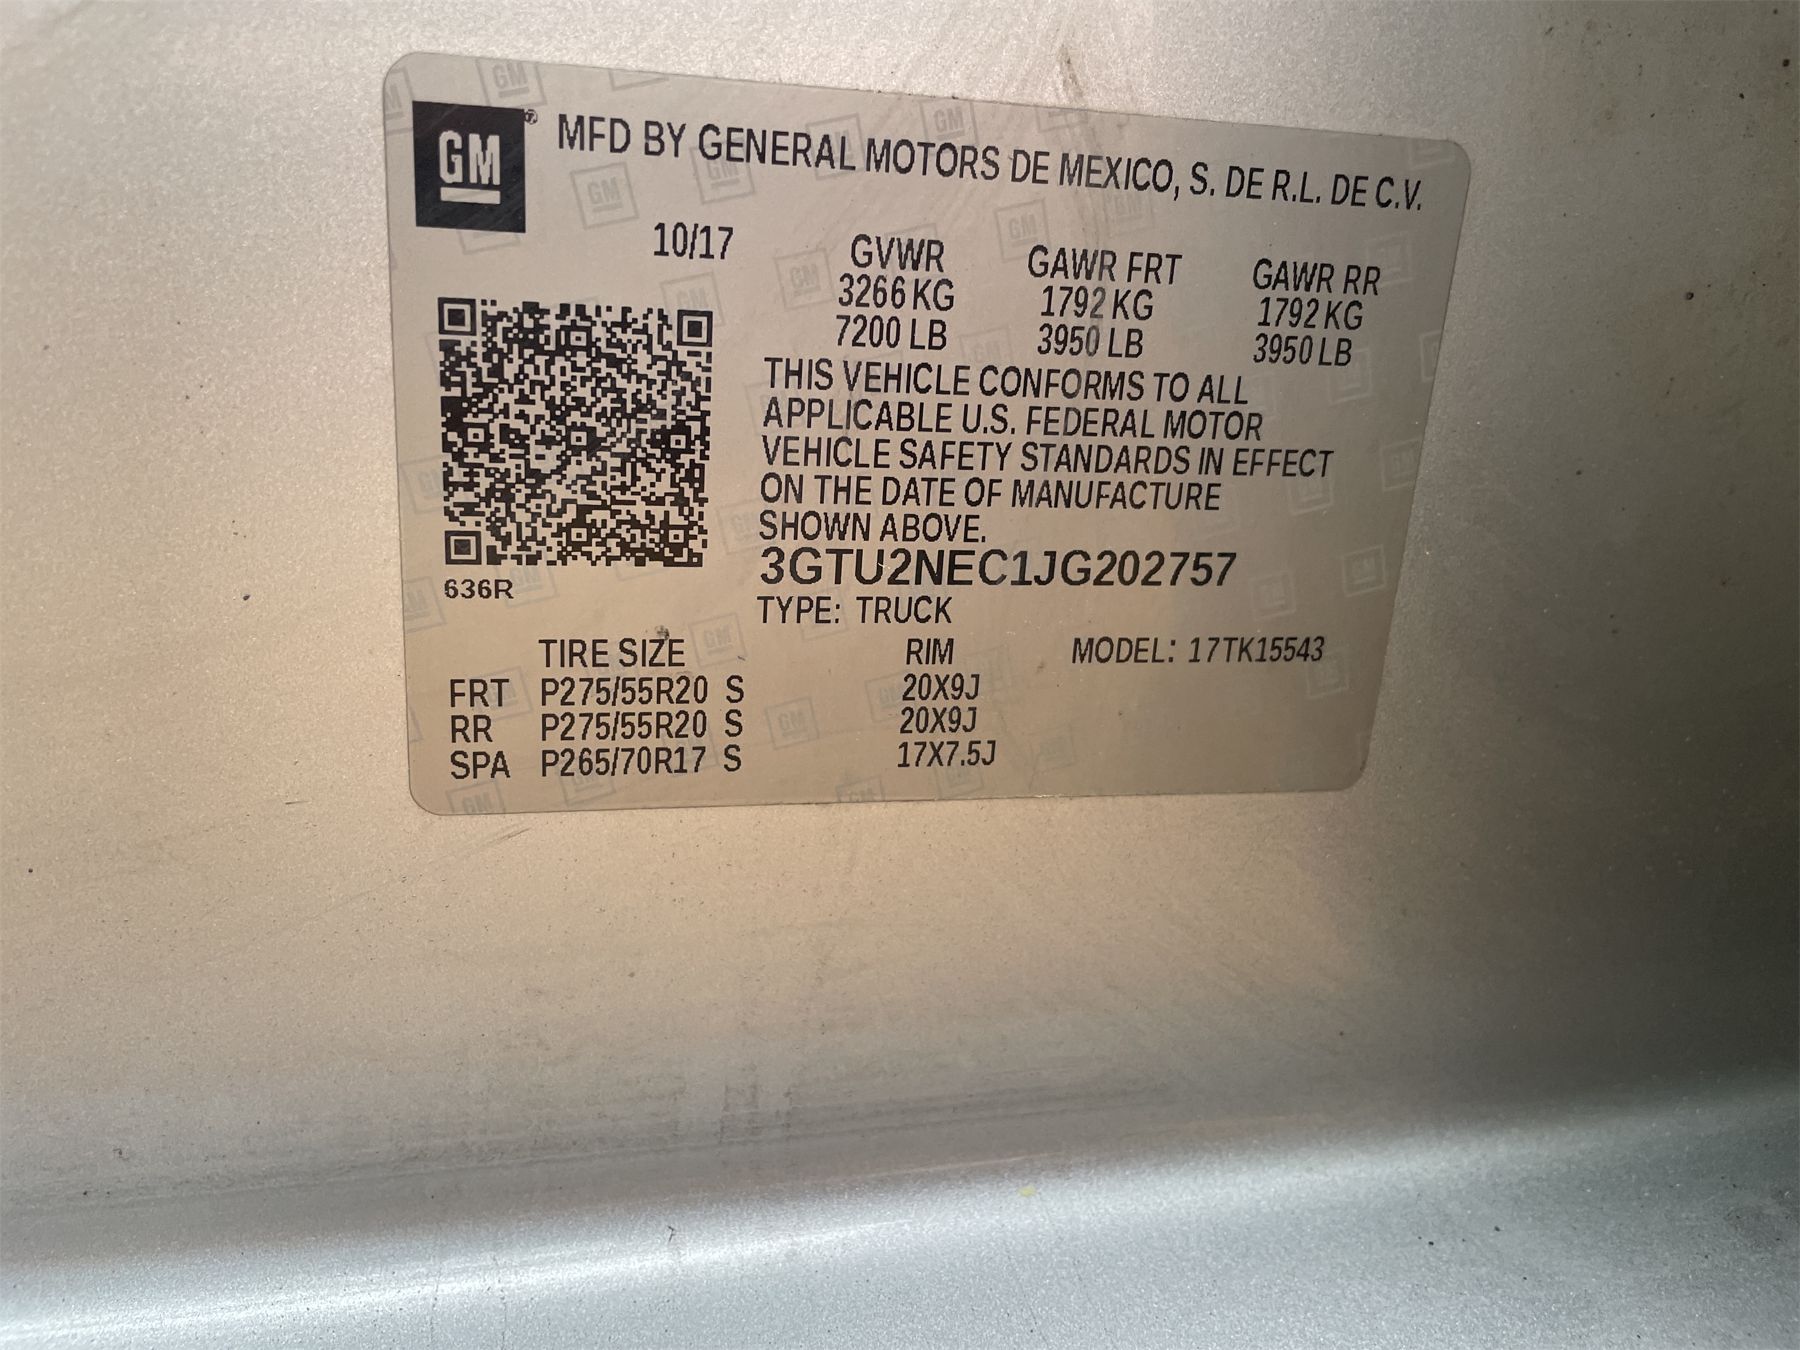 GM MFD BY GENERAL MOTORS DE MEXICO, S. DE R.L. DE C.V.
10/17 GVWR GAWR FRT GAWR RR
3266 KG 1792 KG 1792 KG
7200 LB 3950 LB 3950 LB
THIS VEHICLE CONFORMS TO ALL
APPLICABLE U.S. FEDERAL MOTOR
VEHICLE SAFETY STANDARDS IN EFFECT
ON THE DATE OF MANUFACTURE
SHOWN ABOVE.
3GTU2NEC1JG202757
636R
TYPE: TRUCK
TIRE SIZE RIM MODEL: 17TK15543
FRT P275/55R20 S 20X9J
RR P275/55R20 S 20X9J
SPA P265/70R17 S 17X7.5J